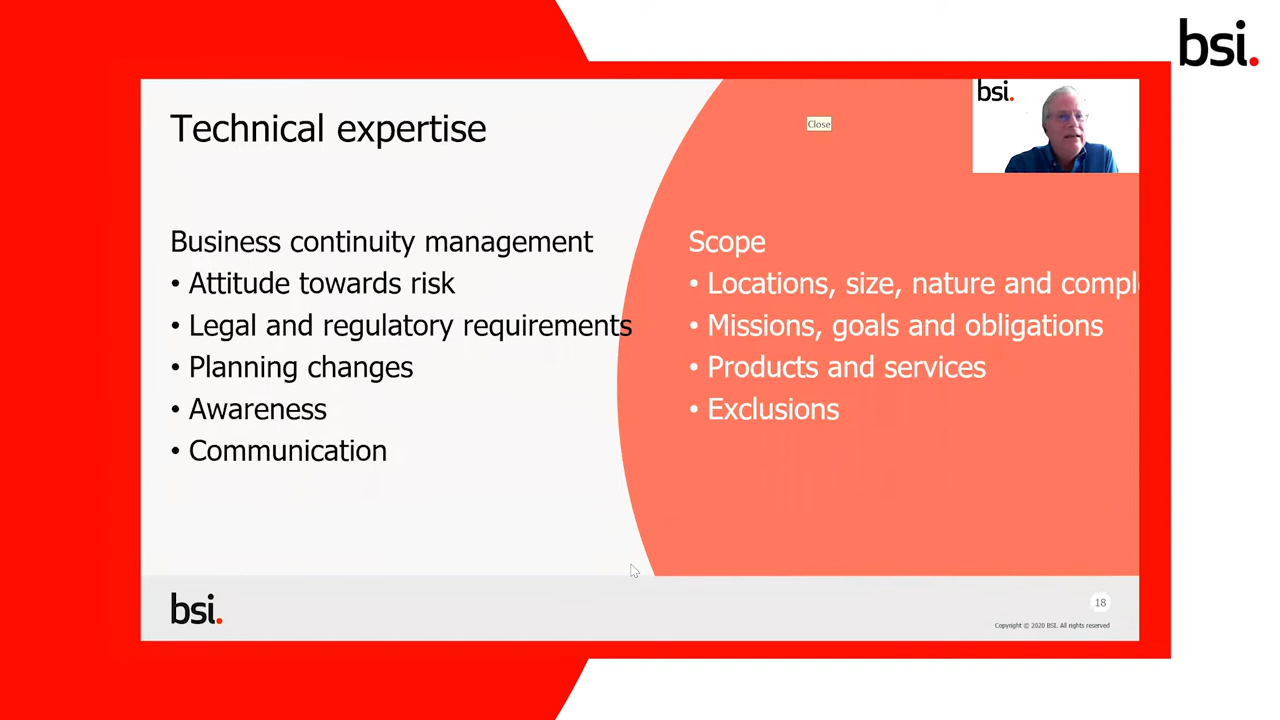 bsi.
bsi.
Close
Technical expertise
Business continuity management
• Attitude towards risk
• Legal and regulatory requirements
• Planning changes
• Awareness
• Communication
Scope
• Locations, size, nature and compl
• Missions, goals and obligations
• Products and services
• Exclusions
bsi.
18
Copyright © 2020 BSI. All rights reserved